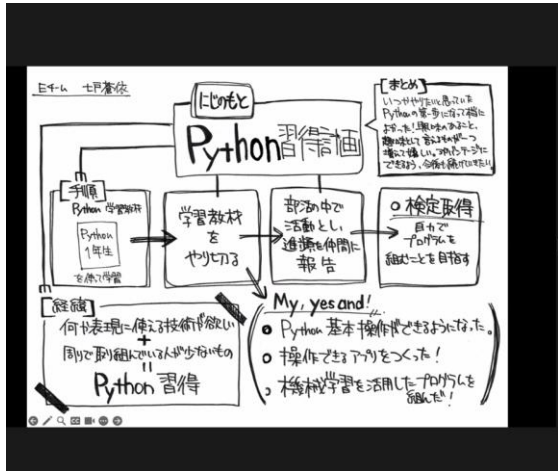 Eチーム 七戸蒼依
にじのもと
Python習得計画
【まとめ】
いつかやりたいと思っていた
Pythonの第一歩になって本当に
よかった！興味のあること、
趣味として言えるものが一つ
増えて嬉しい。
できるよう、今後も続けていきたい。
【手順】
Python 学習教材
Python
1年生
を使って学習
学習教材
を
やり切る
部活の中で
活動とし
進捗を仲間に
報告
○ 検定取得
自力で
プログラムを
組むことを目指す
【経緯】
何か表現に使える技術が欲しい
+
周りで取り組んでいる人が少ないもの
=
Python 習得
My, yes and!
Python 基本操作ができるようになった。
操作できるアプリをつくった！
機械学習を活用したプログラムを
組んだ！